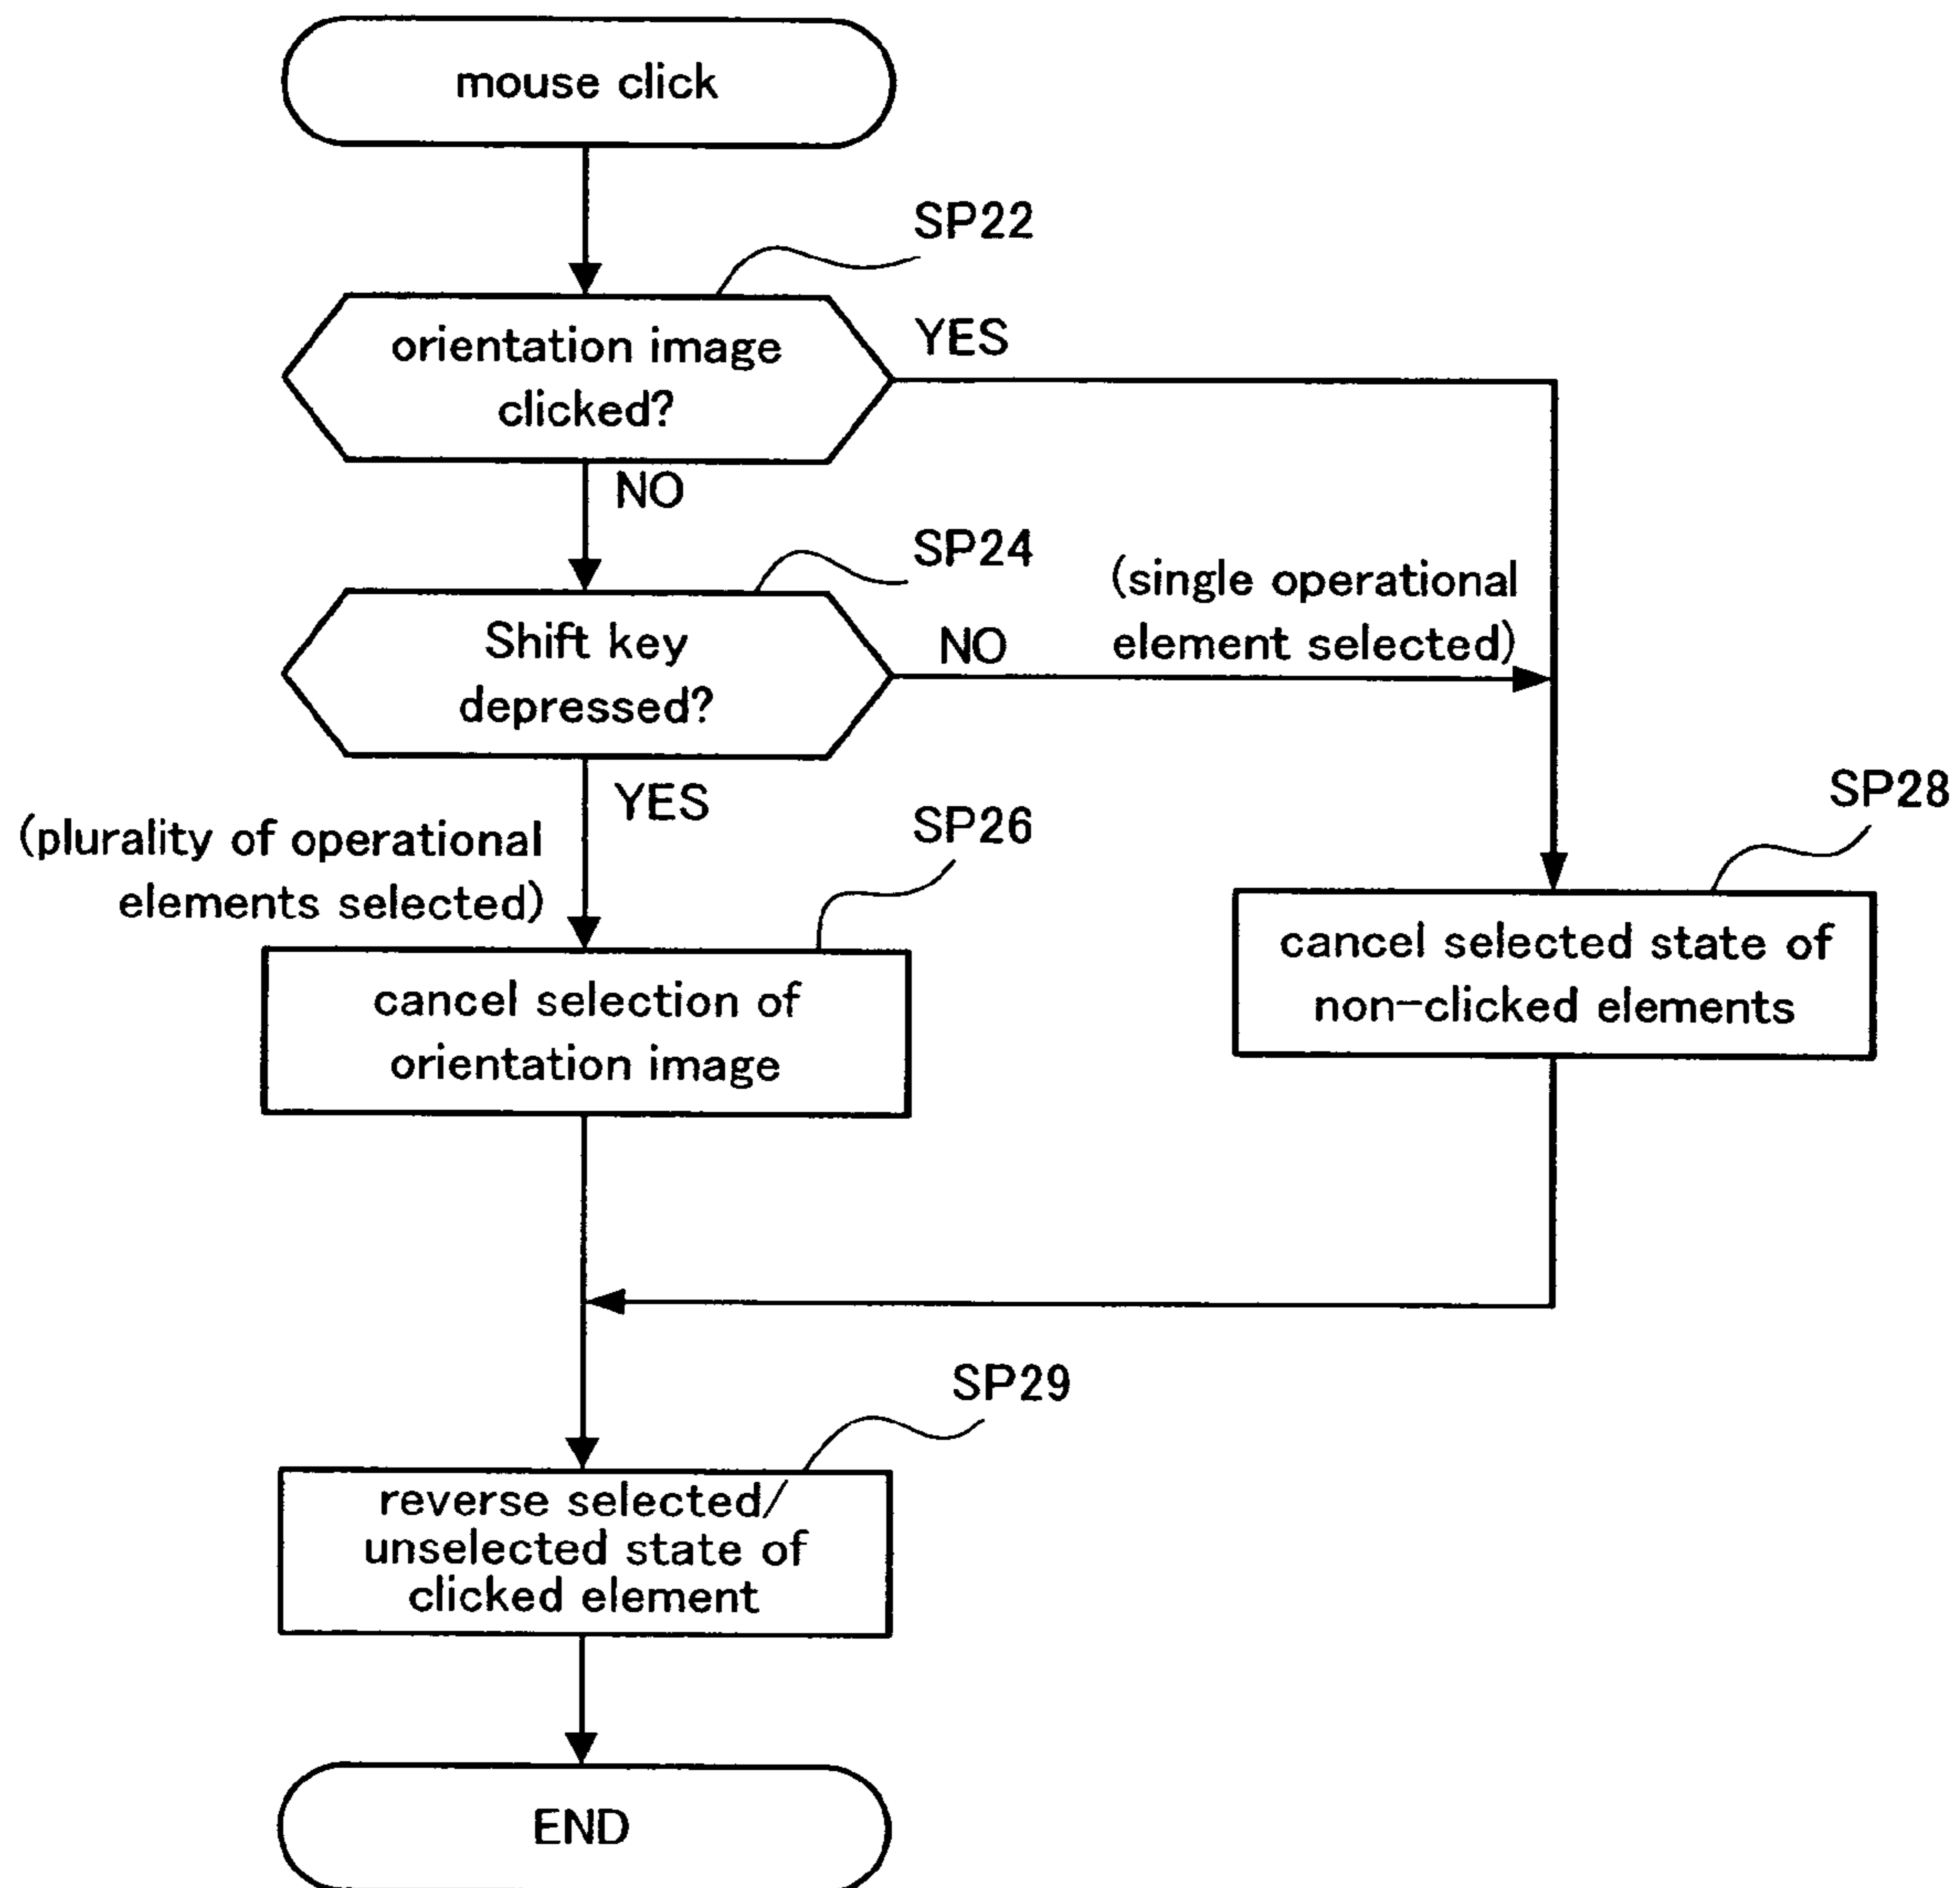 mouse click
SP22
orientation image
clicked?
YES
NO
SP24
Shift key
depressed?
NO
(single operational
element selected)
YES
(plurality of operational
elements selected)
SP26
cancel selection of
orientation image
SP28
cancel selected state of
non-clicked elements
SP29
reverse selected/
unselected state of
clicked element
END